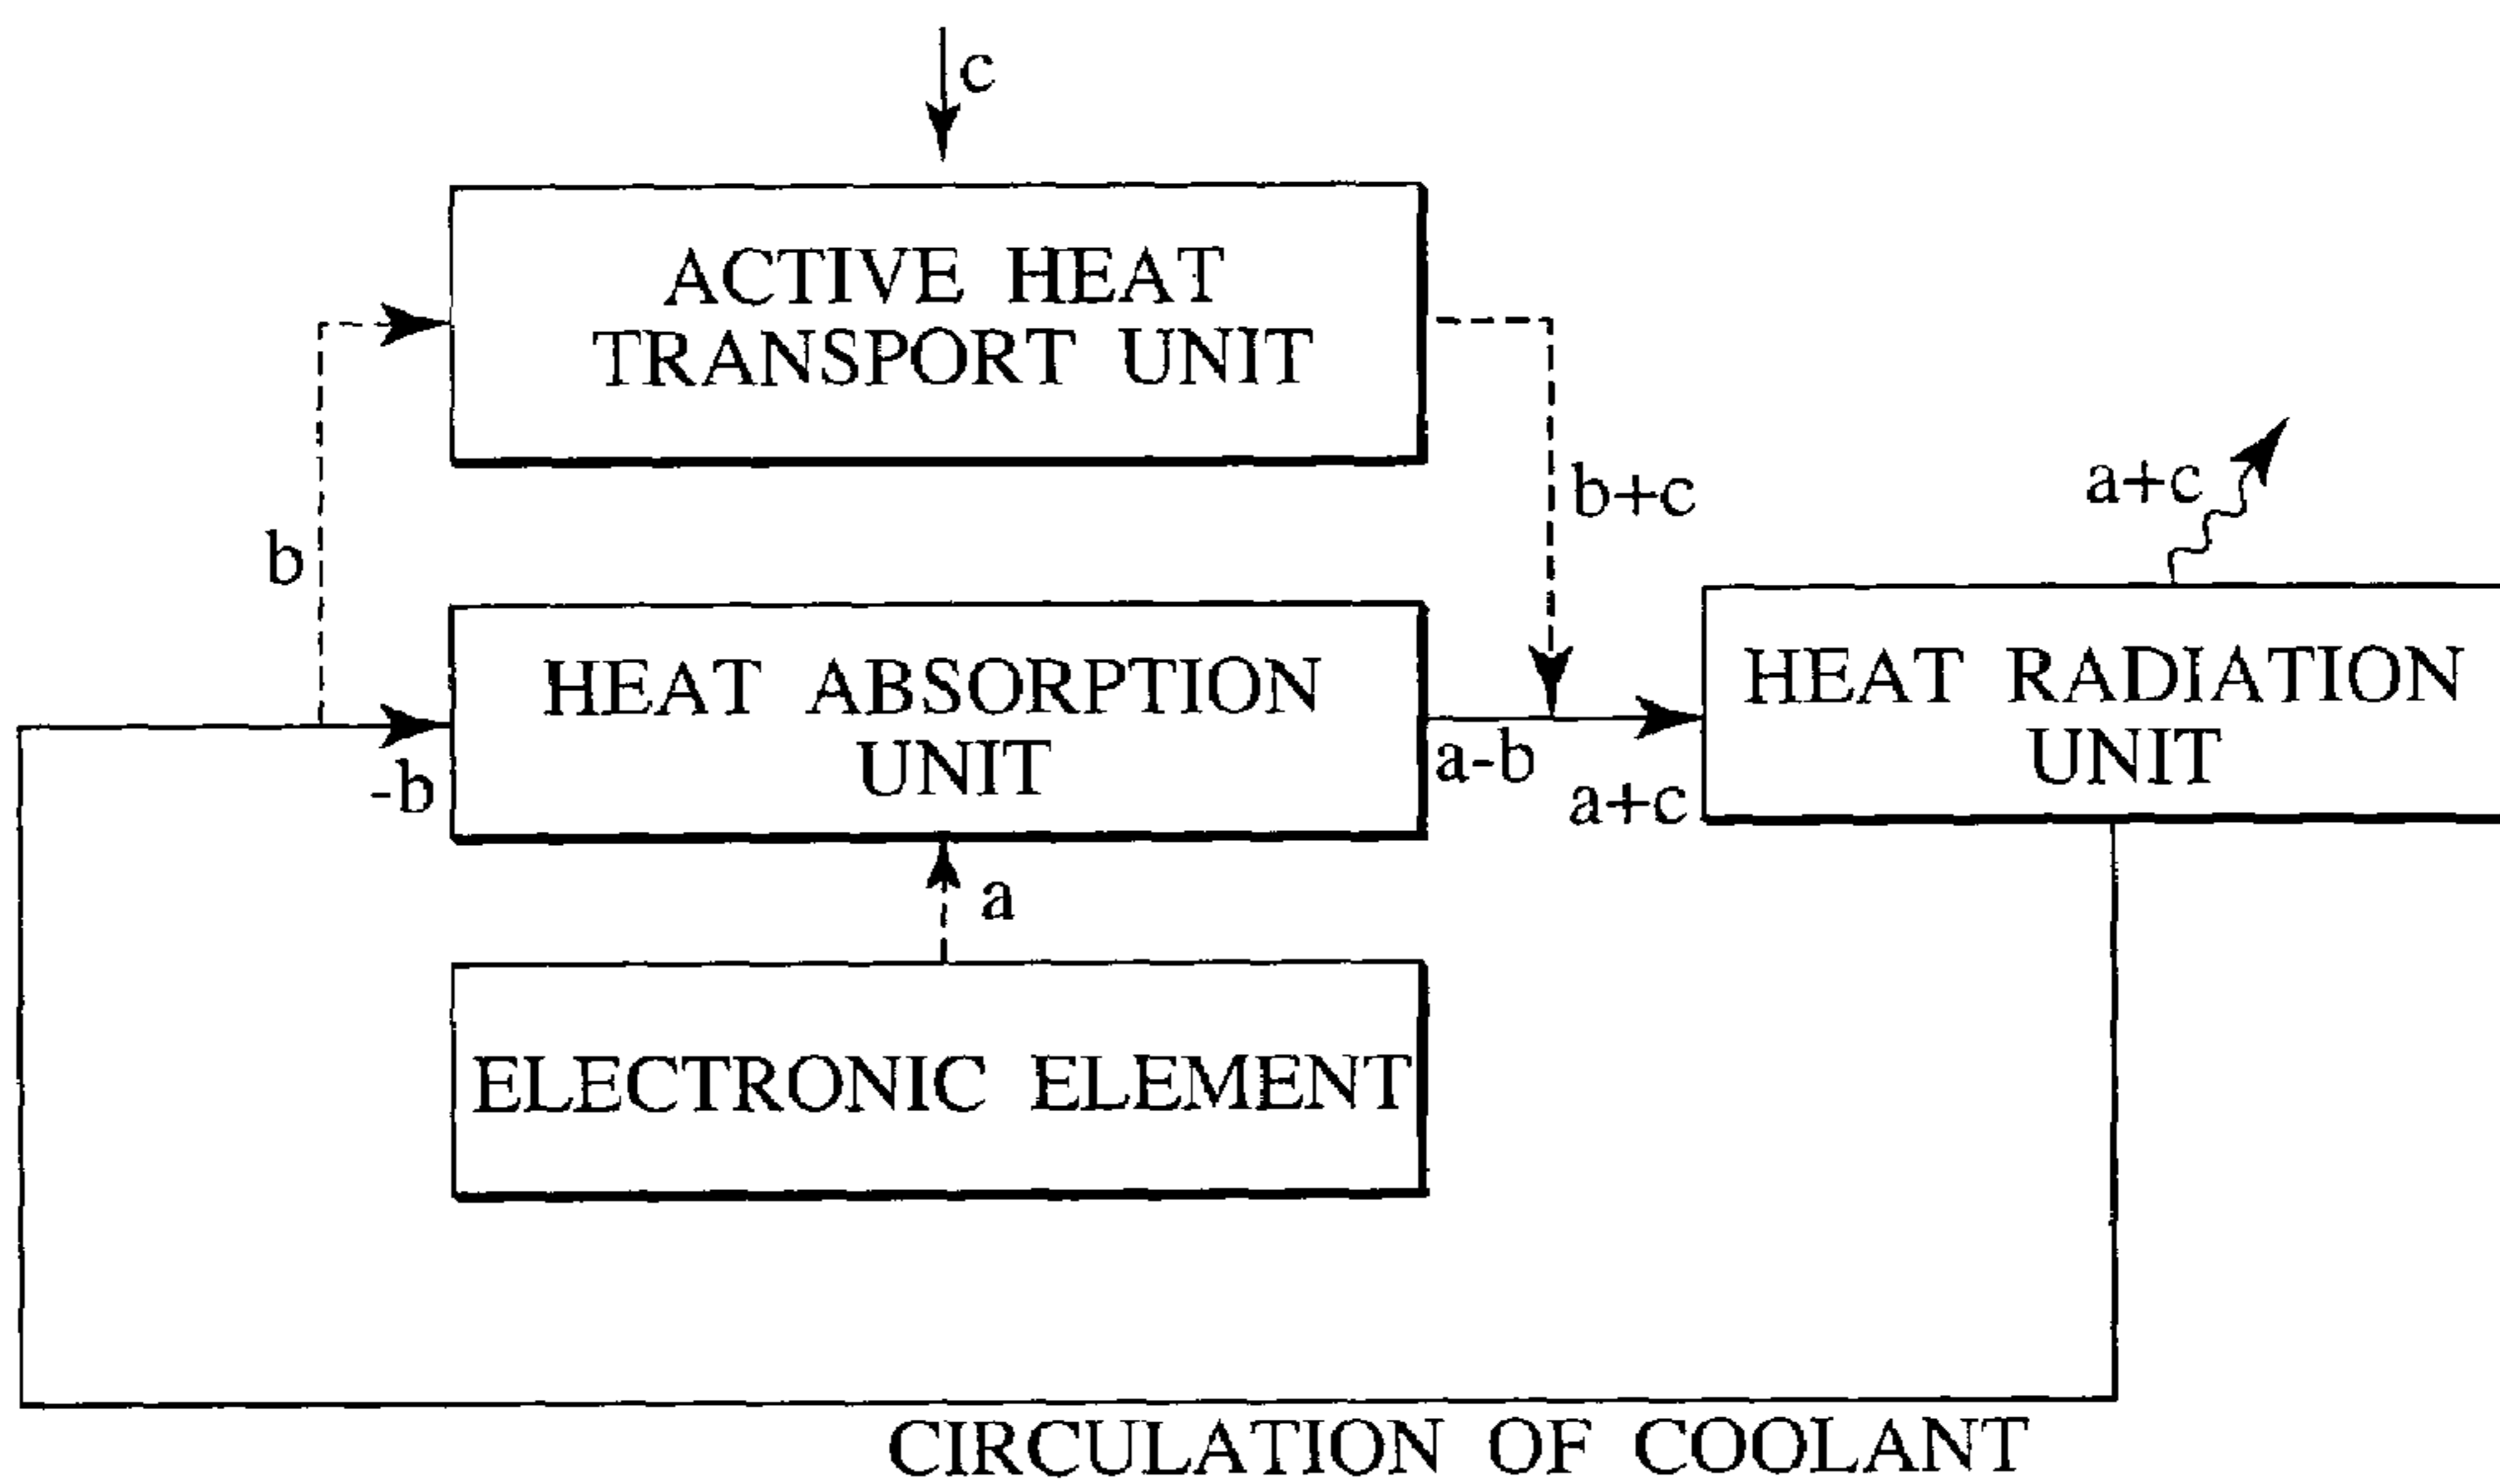 c
ACTIVE HEAT
TRANSPORT UNIT
b
b+c
a+c
HEAT ABSORPTION
UNIT
HEAT RADIATION
UNIT
-b
a-b
a+c
a
ELECTRONIC ELEMENT
CIRCULATION OF COOLANT